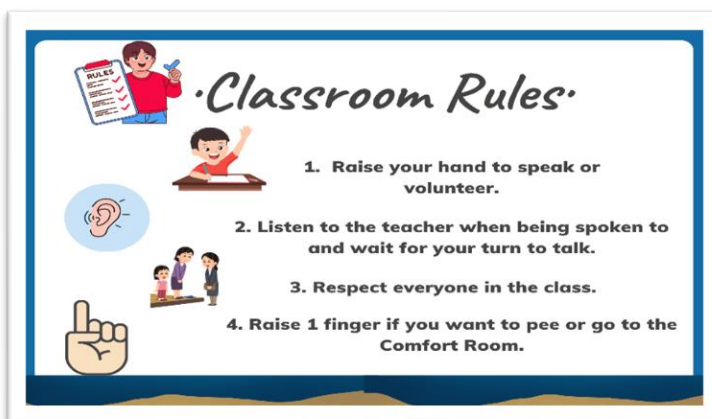 RULES
·Classroom Rules·
1. Raise your hand to speak or
volunteer.
2. Listen to the teacher when being spoken to
and wait for your turn to talk.
3. Respect everyone in the class.
4. Raise 1 finger if you want to pee or go to the
Comfort Room.